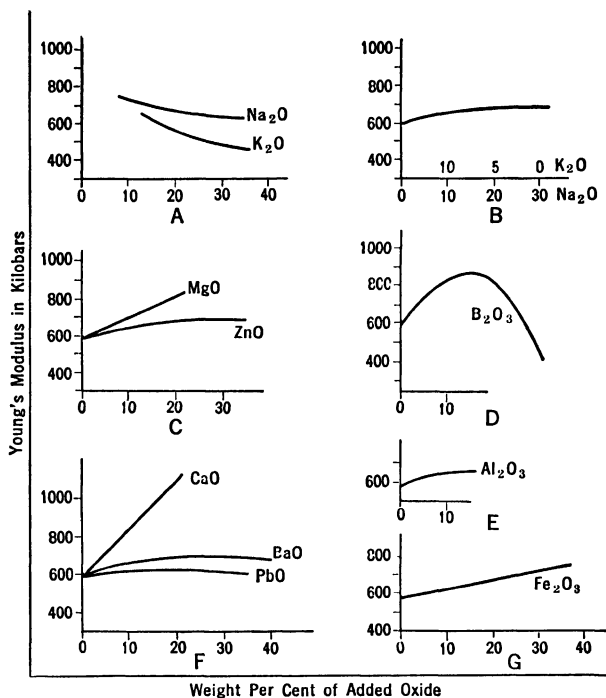 Young's Modulus in Kilobars
1000
800
600
400
0 10 20 30 40
Na₂O
K₂O
A
1000
800
600
400
10 5 0 K₂O
0 10 20 30 Na₂O
B
1000
800
600
400
0 10 20 30
MgO
ZnO
C
1000
800
600
400
0 10
B₂O₃
D
600
0 10
Al₂O₃
E
1000
800
600
400
0 10 20 30 40
CaO
BaO
PbO
F
800
600
400
0 10 20 30 40
Fe₂O₃
G
Weight Per Cent of Added Oxide